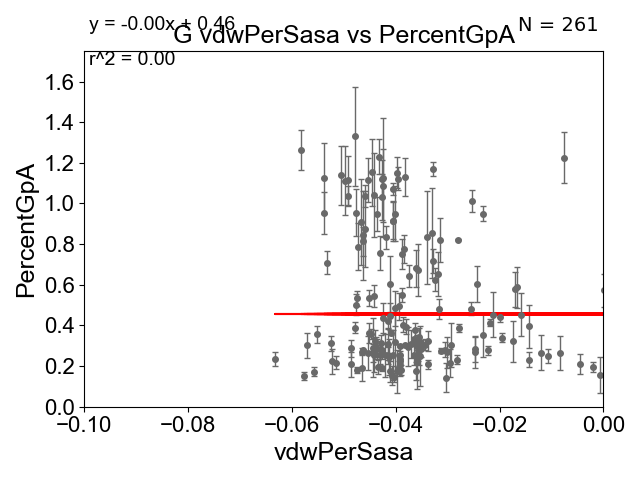 y = -0.00x + 0.46
N = 261
G vdwPerSasa vs PercentGpA
r^2 = 0.00
PercentGpA
1.6
1.4
1.2
1.0
0.8
0.6
0.4
0.2
0.0
−0.10 −0.08 −0.06 −0.04 −0.02 0.00
vdwPerSasa